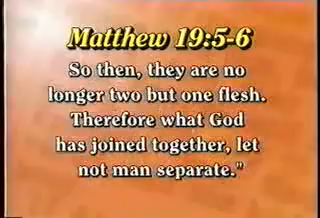 Matthew 19:5-6
So then, they are no
longer two but one flesh.
Therefore what God
has joined together, let
not man separate."